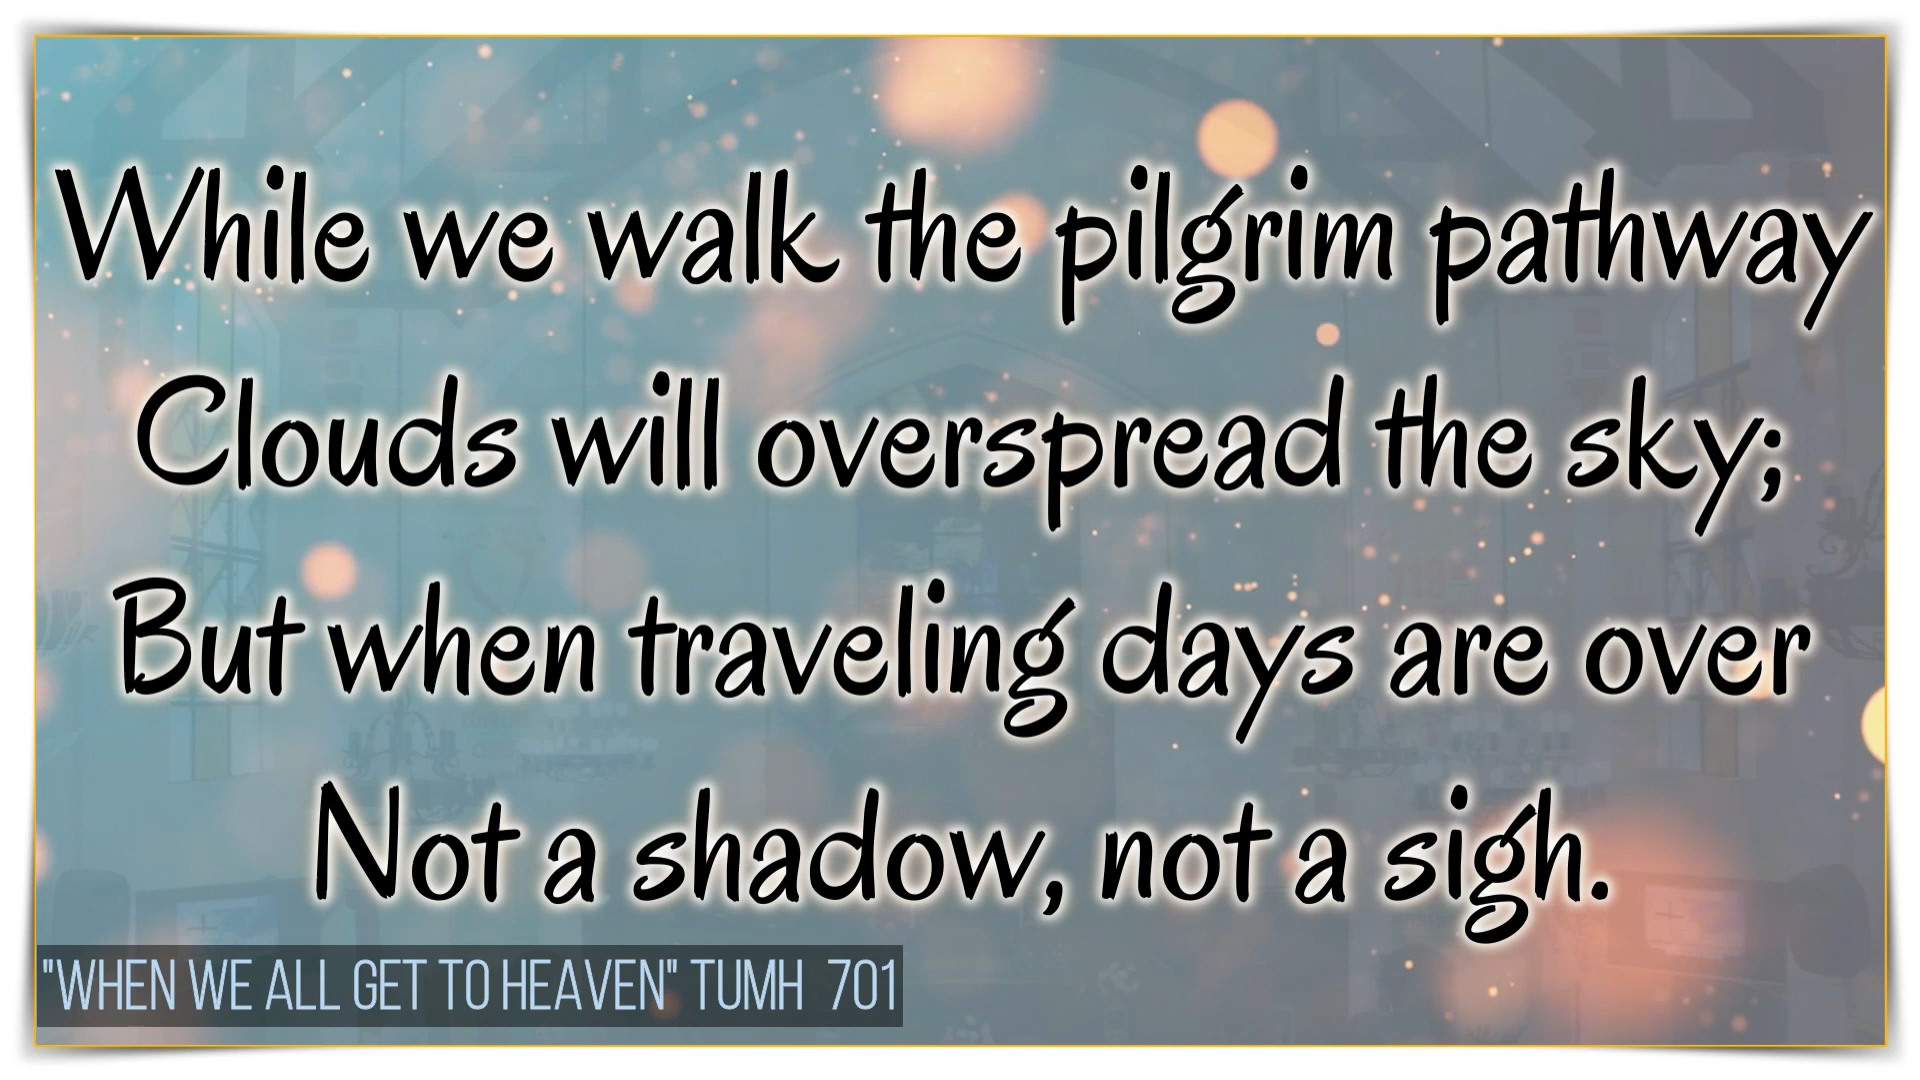 While we walk the pilgrim pathway
Clouds will overspread the sky;
But when traveling days are over
Not a shadow, not a sigh.
"WHEN WE ALL GET TO HEAVEN" TUMH 701